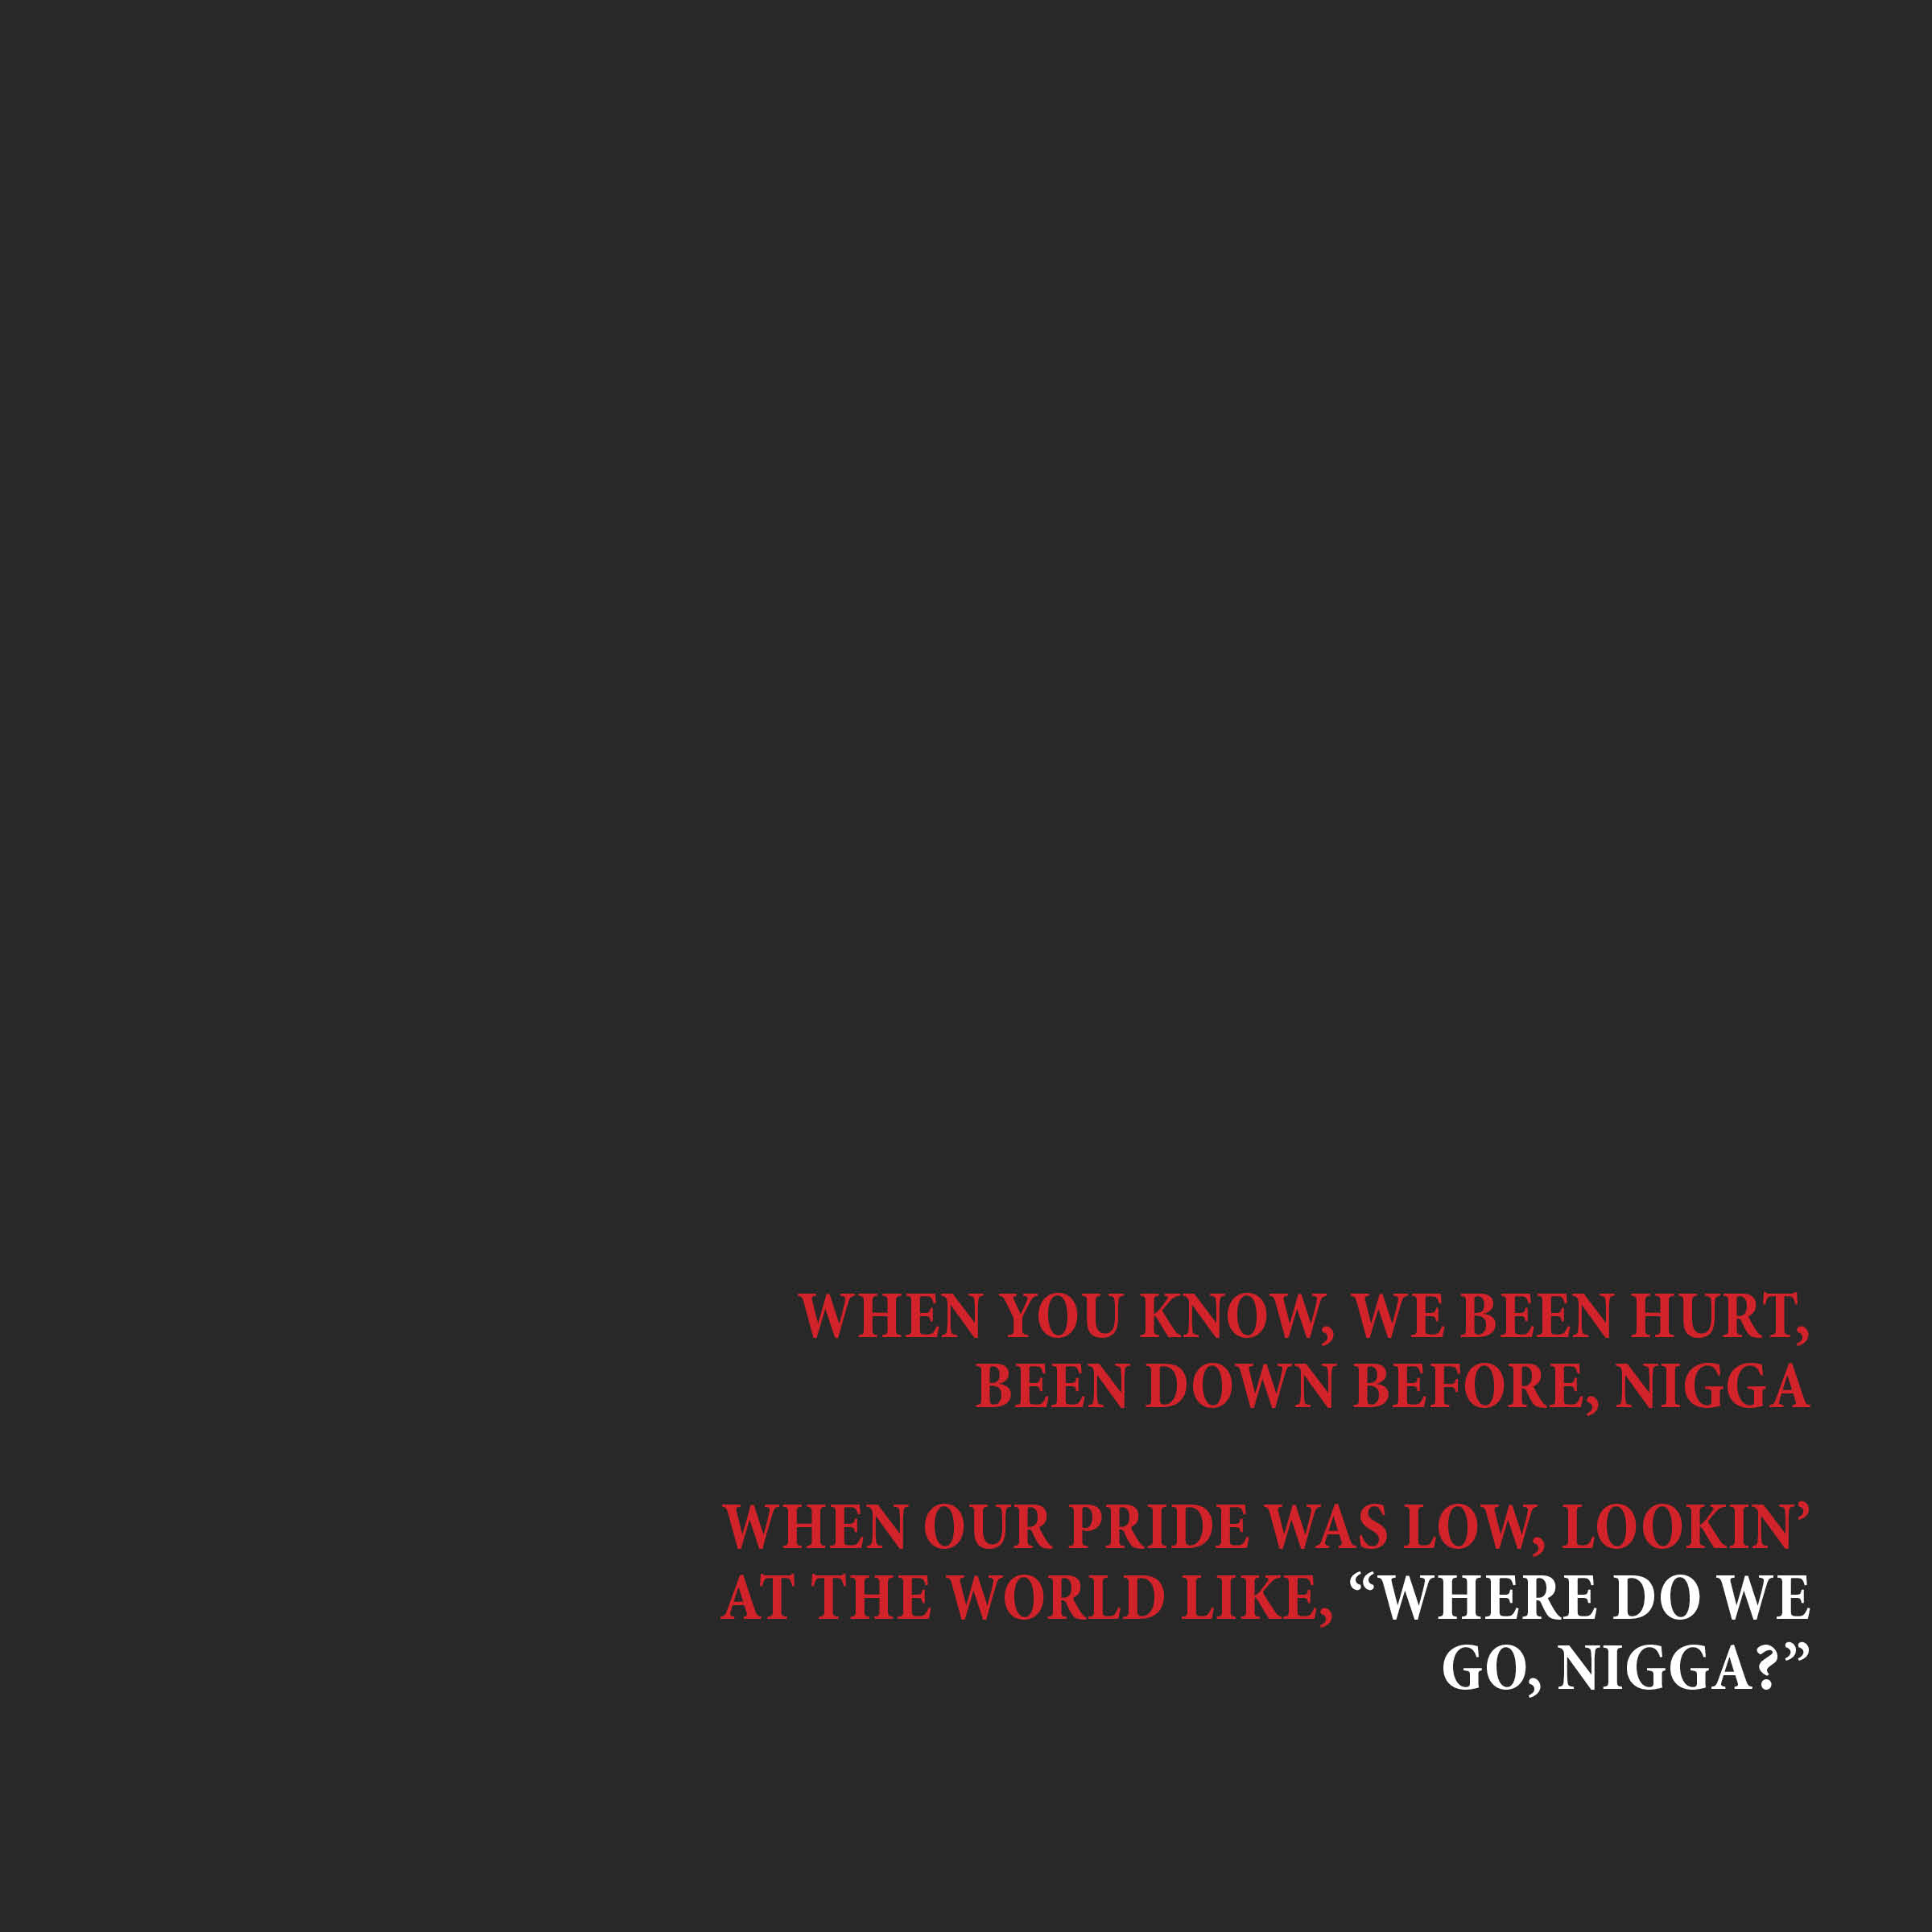 WHEN YOU KNOW, WE BEEN HURT,
BEEN DOWN BEFORE, NIGGA
WHEN OUR PRIDE WAS LOW, LOOKIN’
AT THE WORLD LIKE, “WHERE DO WE
GO, NIGGA?”